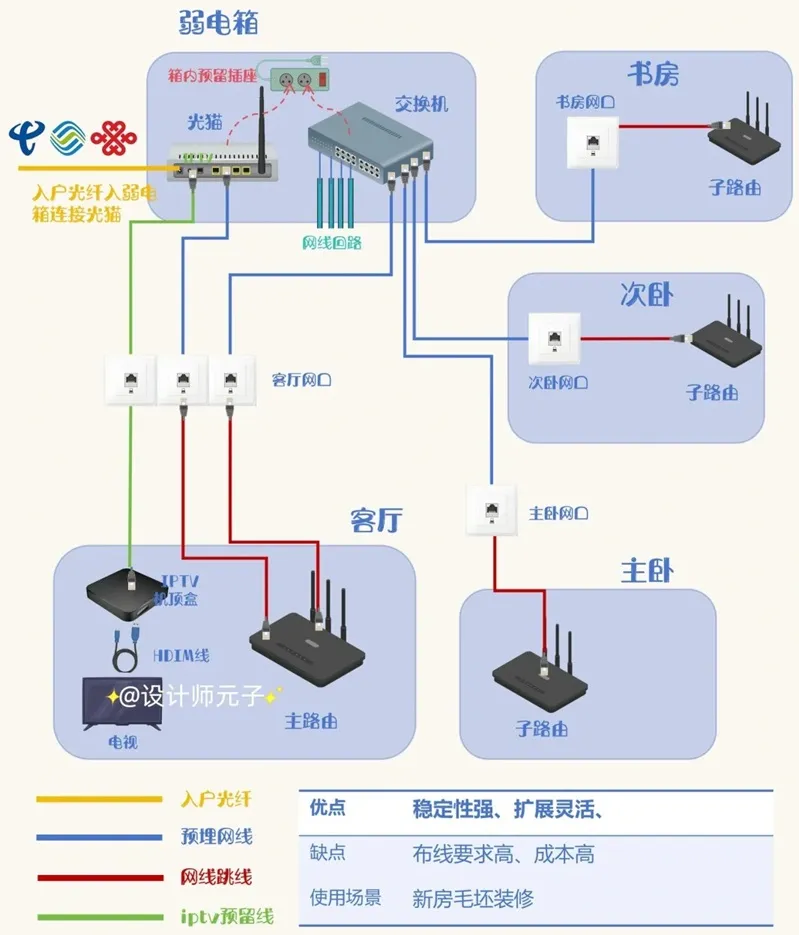 弱电箱
箱内预留插座
光猫
交换机
IPTV
入户光纤入弱电
箱连接光猫
网线回路
书房
书房网口
子路由
次卧
次卧网口
子路由
客厅网口
主卧网口
客厅
主卧
IPTV
机顶盒
HDIM线
@设计师元子
电视
主路由
子路由
入户光纤
预埋网线
网线跳线
iptv预留线
优点 稳定性强、扩展灵活、
缺点 布线要求高、成本高
使用场景 新房毛坯装修